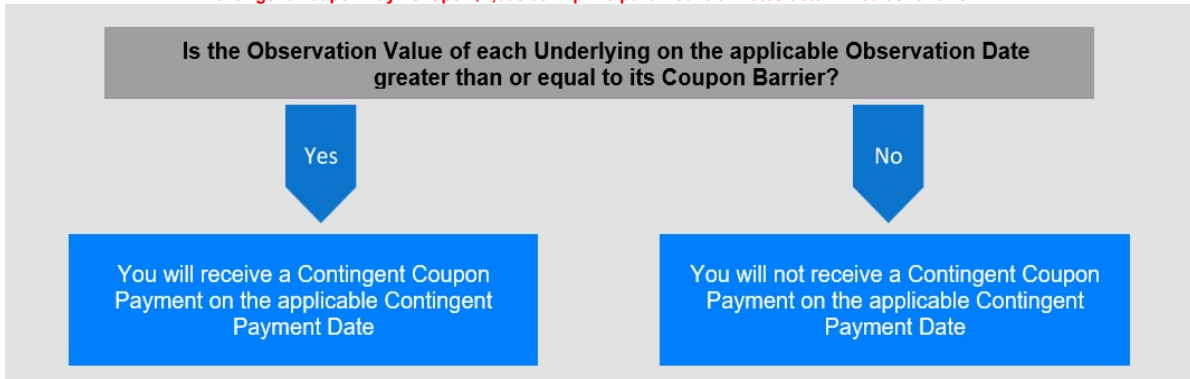 Is the Observation Value of each Underlying on the applicable Observation Date
greater than or equal to its Coupon Barrier?
Yes
No
You will receive a Contingent Coupon
Payment on the applicable Contingent
Payment Date
You will not receive a Contingent Coupon
Payment on the applicable Contingent
Payment Date